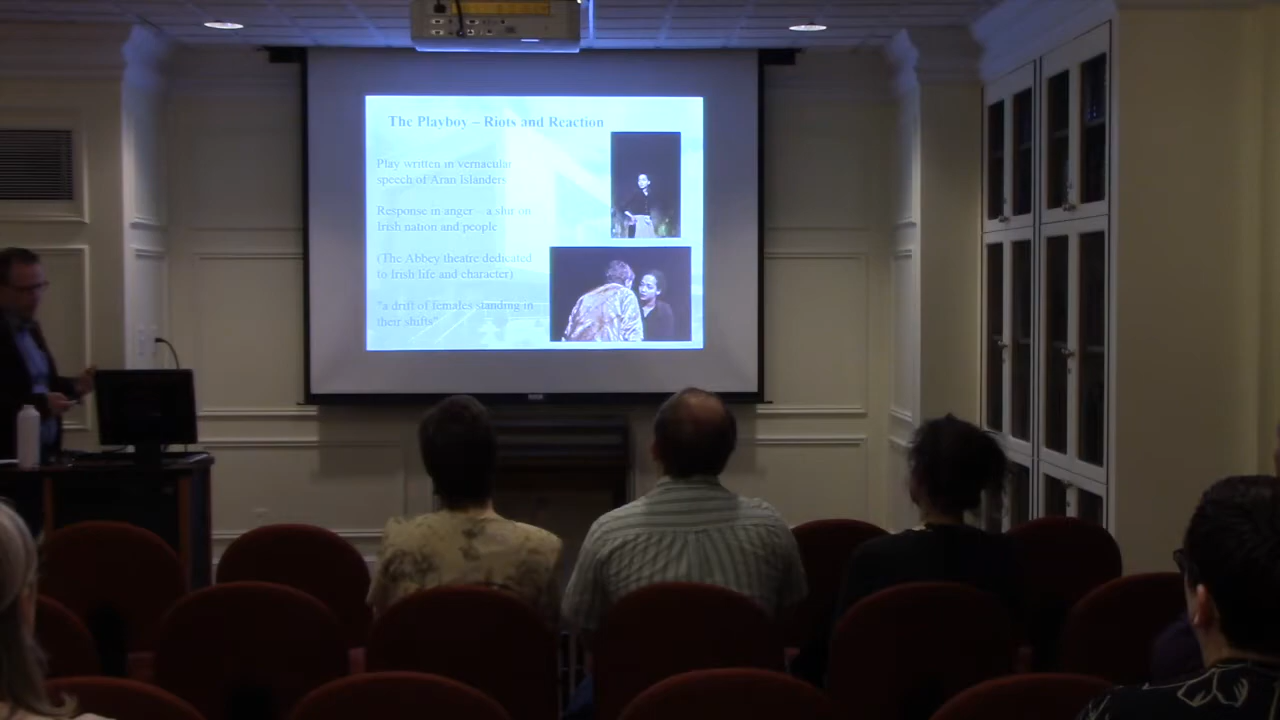 The Playboy – Riots and Reaction
Play written in vernacular
speech of Aran Islanders
Response in anger – a slur on
Irish nation and people
(The Abbey theatre dedicated
to Irish life and character)
"a drift of females standing in
their shifts"